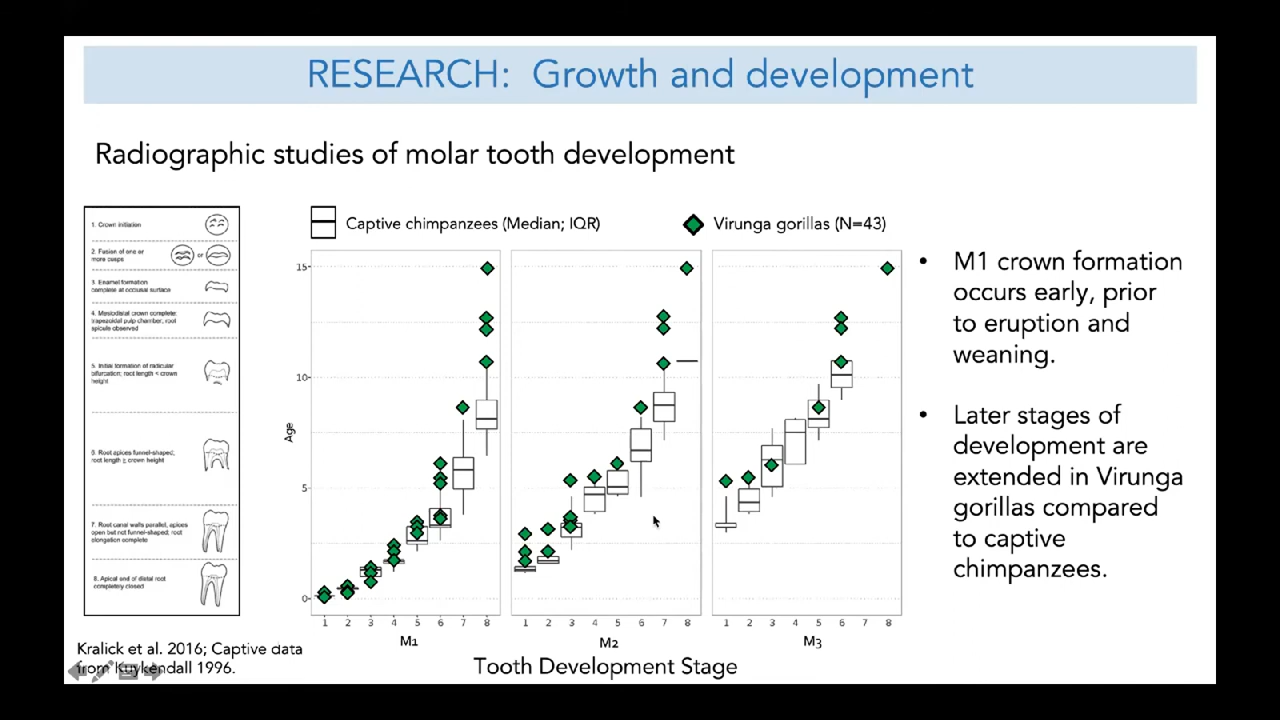 RESEARCH: Growth and development
Radiographic studies of molar tooth development
1. Crown initiation
2. Fusion of one or
more cusps
or
3. Enamel formation
complete at occlusal surface
4. Mesiodistal crown complete;
trapezoidal pulp chamber; root
spicule observed
5. Initial formation of radicular
bifurcation; root length < crown
height
6. Root apices funnel-shaped;
root length ≥ crown height
7. Root canal walls parallel, apices
open but not funnel-shaped; root
elongation complete
8. Apical end of distal root
completely closed
Captive chimpanzees (Median; IQR)
Virunga gorillas (N=43)
Age
15
10
5
0
1 2 3 4 5 6 7 8
M1
1 2 3 4 5 6 7 8
M2
1 2 3 4 5 6 7 8
M3
Tooth Development Stage
• M1 crown formation
occurs early, prior
to eruption and
weaning.
• Later stages of
development are
extended in Virunga
gorillas compared
to captive
chimpanzees.
Kralick et al. 2016; Captive data
from Kuykendall 1996.